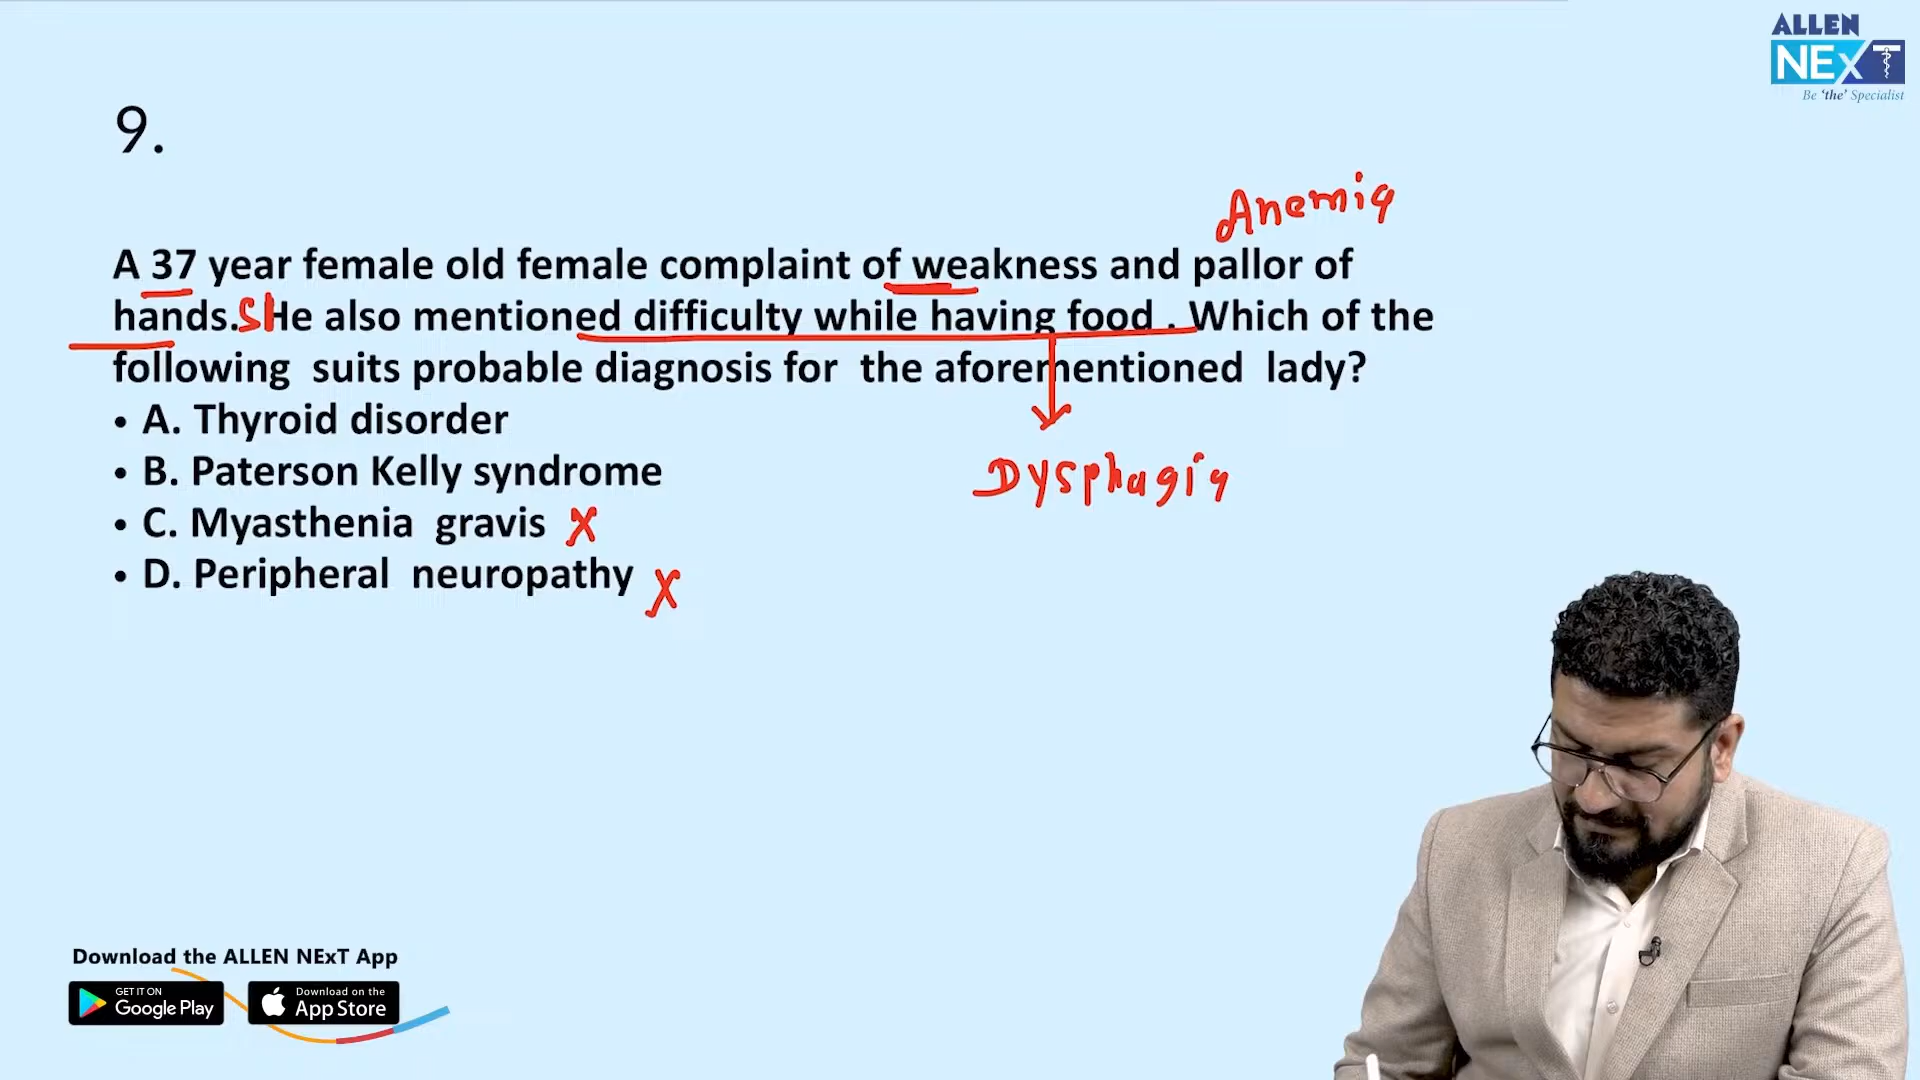 ALLEN
NExT
Be 'the' Specialist
9.
Anemia
A 37 year female old female complaint of weakness and pallor of
hands. SHe also mentioned difficulty while having food . Which of the
following suits probable diagnosis for the aforementioned lady?
• A. Thyroid disorder
• B. Paterson Kelly syndrome
Dysphagia
• C. Myasthenia gravis X
• D. Peripheral neuropathy X
Download the ALLEN NExT App
GET IT ON
Google Play
Download on the
App Store